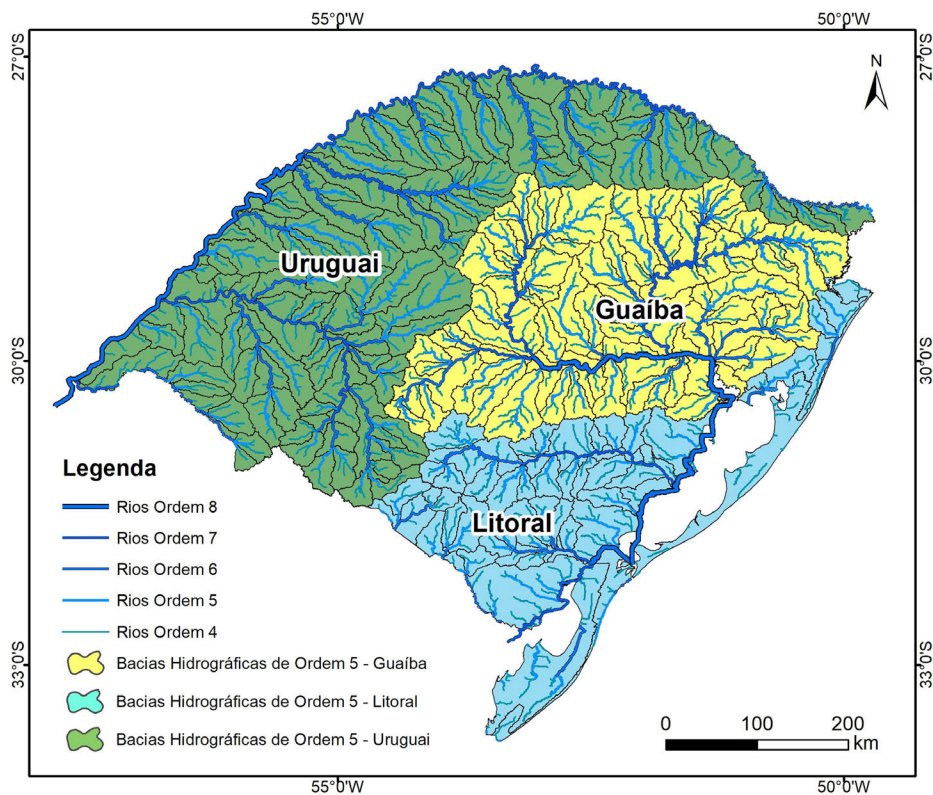 55°0'W
50°0'W
27°0'S
27°0'S
N
Uruguai
Guaíba
30°0'S
30°0'S
Legenda
Rios Ordem 8
Rios Ordem 7
Rios Ordem 6
Rios Ordem 5
Rios Ordem 4
Bacias Hidrográficas de Ordem 5 - Guaíba
Bacias Hidrográficas de Ordem 5 - Litoral
Bacias Hidrográficas de Ordem 5 - Uruguai
Litoral
33°0'S
33°0'S
0 100 200
km
55°0'W
50°0'W